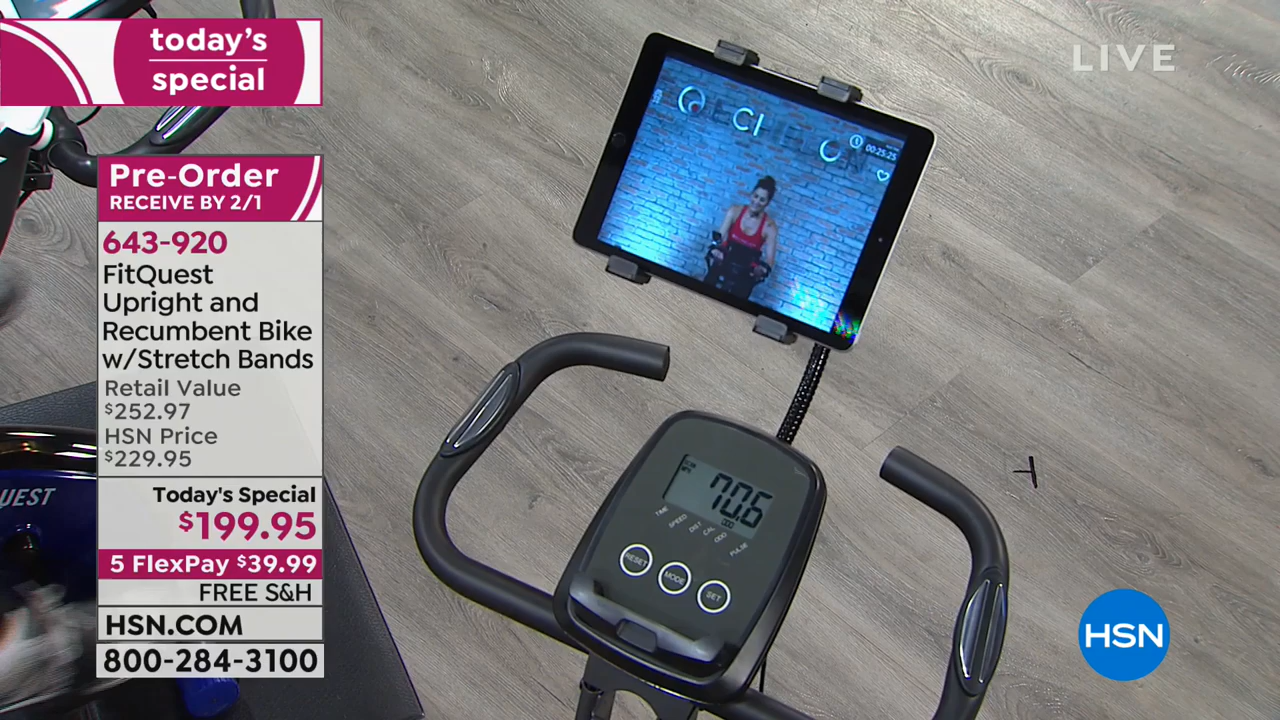 today's
special
LIVE
Pre-Order
RECEIVE BY 2/1
643-920
FitQuest
Upright and
Recumbent Bike
w/Stretch Bands
Retail Value
$252.97
HSN Price
$229.95
Today's Special
$199.95
5 FlexPay $39.99
FREE S&H
HSN.COM
800-284-3100
HSN
00:25:25
70.6
TIME
SPEED
DIST
CAL
ODO
PULSE
RESET
MODE
SET
UEST